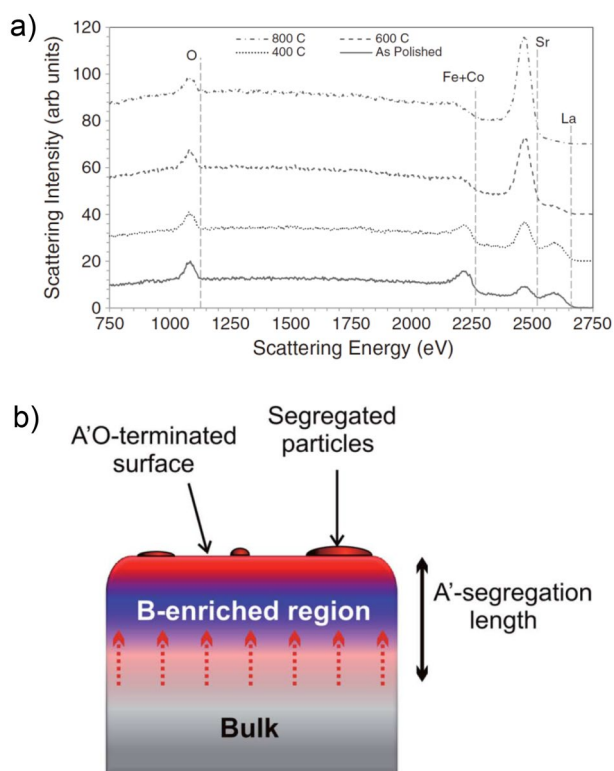 a)
800 C 600 C
400 C As Polished
O
Fe+Co
Sr
La
Scattering Intensity (arb units)
120
100
80
60
40
20
0
750 1000 1250 1500 1750 2000 2250 2500 2750
Scattering Energy (eV)
b)
A'O-terminated
surface
Segregated
particles
B-enriched region
A'-segregation
length
Bulk